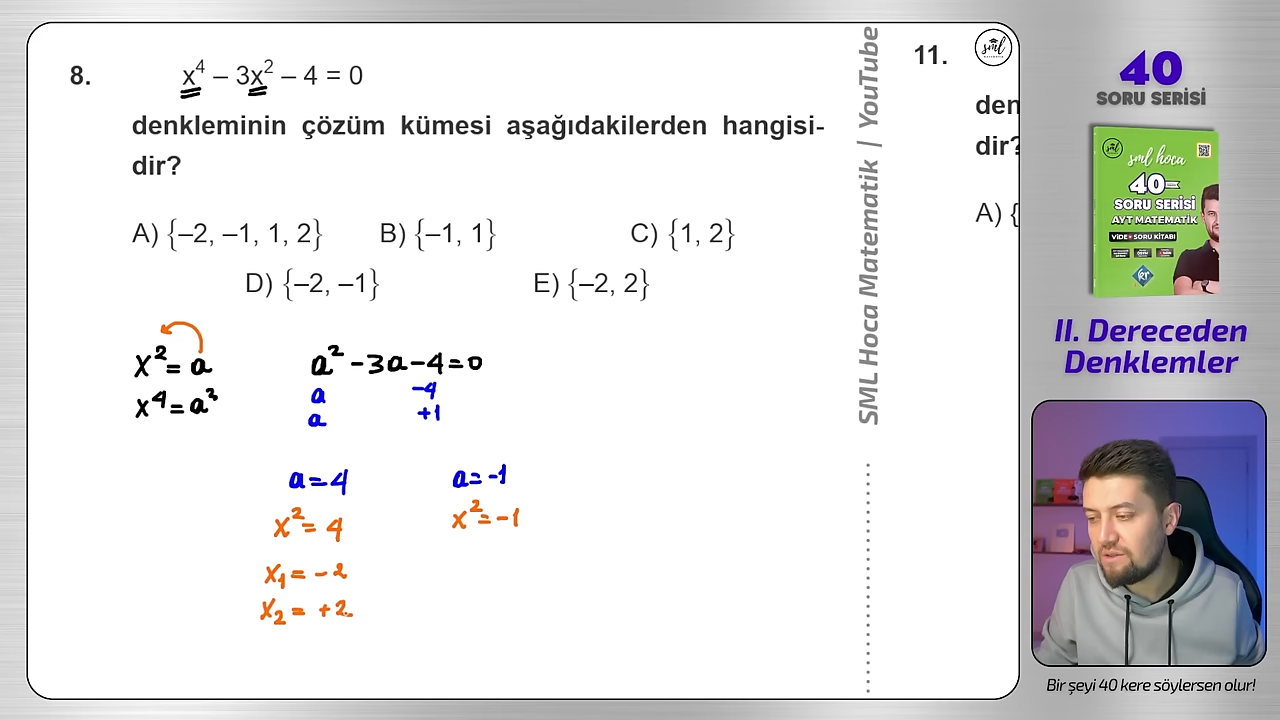 8. x⁴ – 3x² – 4 = 0
denkleminin çözüm kümesi aşağıdakilerden hangisi-
dir?
A) {–2, –1, 1, 2} B) {–1, 1} C) {1, 2}
D) {–2, –1} E) {–2, 2}
x² = a
x⁴ = a²
a² - 3a - 4 = 0
a -4
a +1
a = 4 a = -1
x² = 4 x² = -1
x₁ = -2
x₂ = +2
SML Hoca Matematik | YouTube
11.
sml
den
dir?
A) {
40
SORU SERİSİ
sml hoca
40
SORU SERİSİ
AYT MATEMATİK
VİDEO SORU KİTABI
II. Dereceden
Denklemler
Bir şeyi 40 kere söylersen olur!